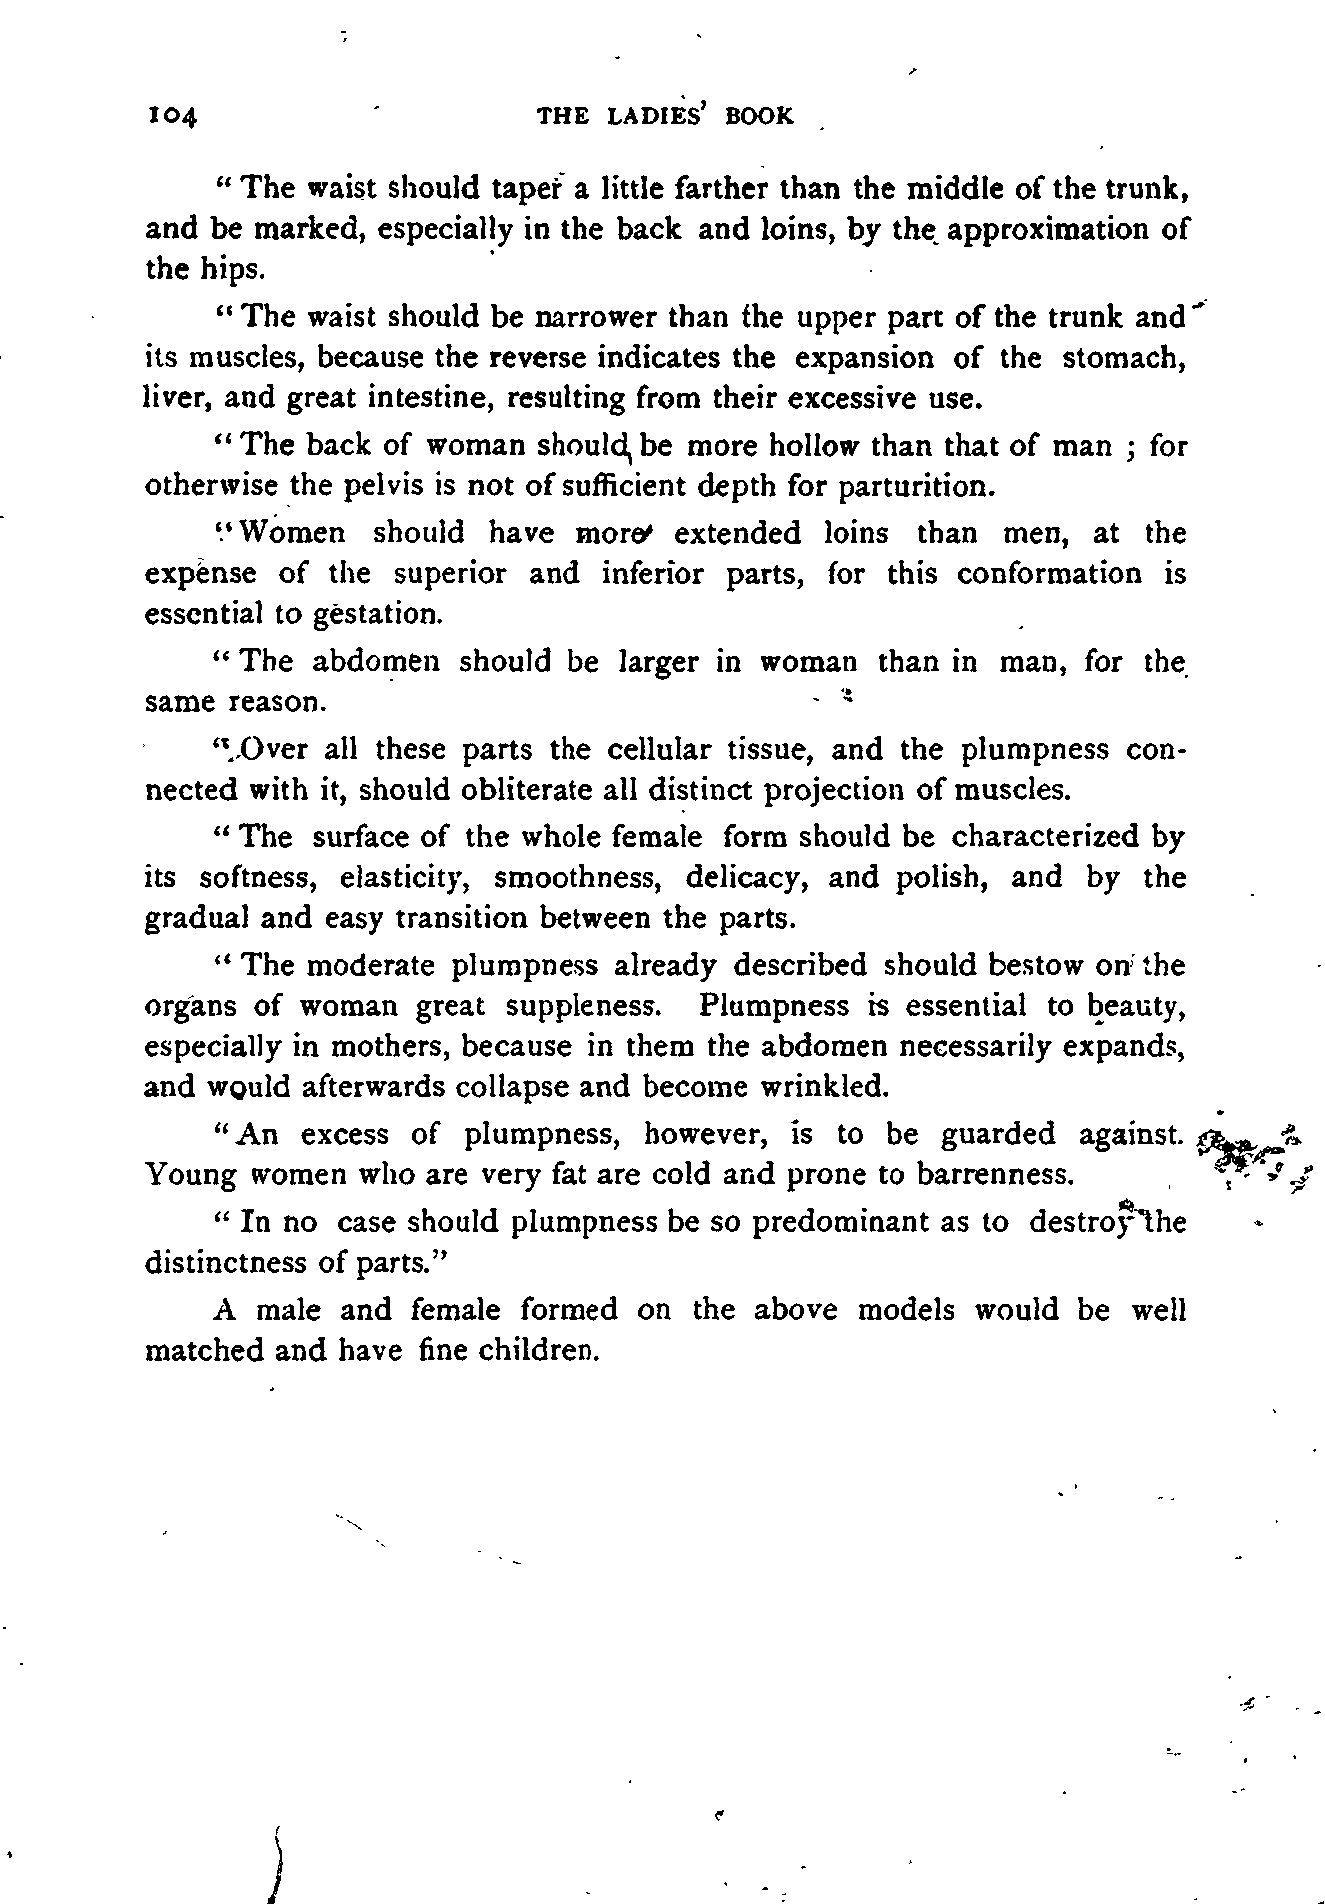 104 THE LADIES' BOOK
" The waist should taper a little farther than the middle of the trunk,
and be marked, especially in the back and loins, by the approximation of
the hips.
" The waist should be narrower than the upper part of the trunk and
its muscles, because the reverse indicates the expansion of the stomach,
liver, and great intestine, resulting from their excessive use.
" The back of woman should be more hollow than that of man ; for
otherwise the pelvis is not of sufficient depth for parturition.
" Women should have more extended loins than men, at the
expense of the superior and inferior parts, for this conformation is
essential to gestation.
" The abdomen should be larger in woman than in man, for the
same reason.
" Over all these parts the cellular tissue, and the plumpness con-
nected with it, should obliterate all distinct projection of muscles.
" The surface of the whole female form should be characterized by
its softness, elasticity, smoothness, delicacy, and polish, and by the
gradual and easy transition between the parts.
" The moderate plumpness already described should bestow on the
organs of woman great suppleness. Plumpness is essential to beauty,
especially in mothers, because in them the abdomen necessarily expands,
and would afterwards collapse and become wrinkled.
" An excess of plumpness, however, is to be guarded against.
Young women who are very fat are cold and prone to barrenness.
" In no case should plumpness be so predominant as to destroy the
distinctness of parts."
A male and female formed on the above models would be well
matched and have fine children.